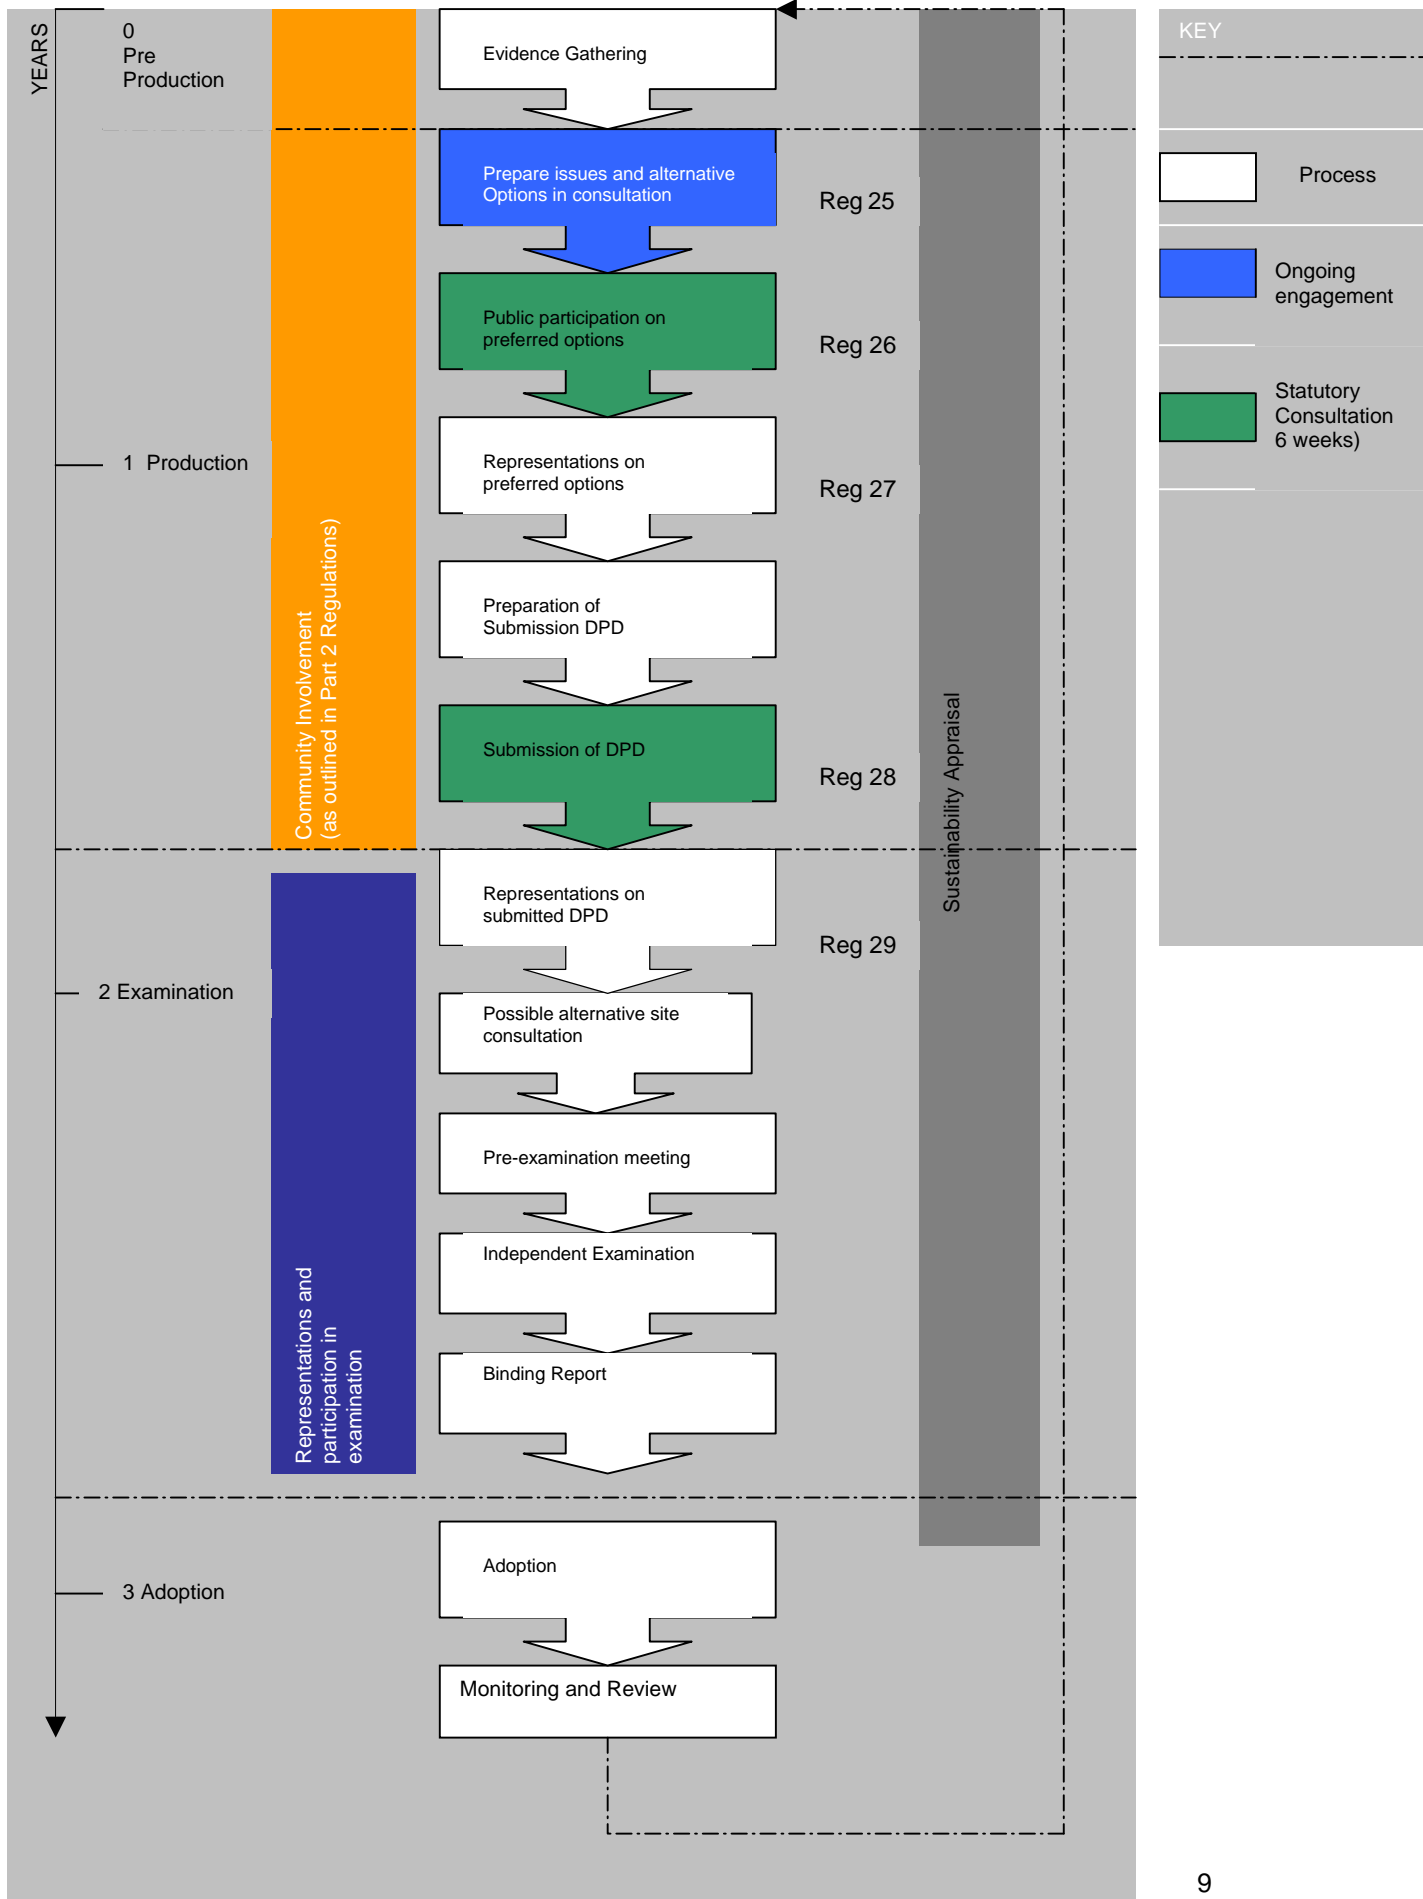 YEARS
0
Pre
Production
Evidence Gathering
KEY
Process
Ongoing
engagement
Statutory
Consultation
6 weeks)
Prepare issues and alternative
Options in consultation
Reg 25
Public participation on
preferred options
Reg 26
1 Production
Representations on
preferred options
Reg 27
Community Involvement
(as outlined in Part 2 Regulations)
Preparation of
Submission DPD
Submission of DPD
Reg 28
Sustainability Appraisal
Representations on
submitted DPD
Reg 29
2 Examination
Possible alternative site
consultation
Pre-examination meeting
Independent Examination
Representations and
participation in
examination
Binding Report
Adoption
3 Adoption
Monitoring and Review
9